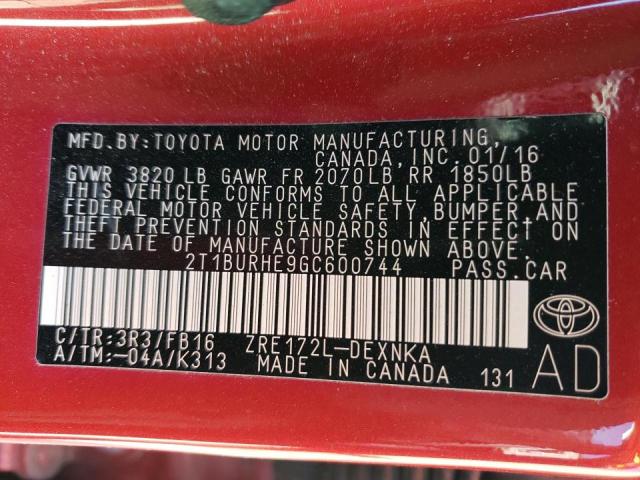 MFD.BY:TOYOTA MOTOR MANUFACTURING,
CANADA, INC. 01/16
GVWR 3820 LB GAWR FR 2070LB, RR 1850LB
THIS VEHICLE CONFORMS TO ALL APPLICABLE
FEDERAL MOTOR VEHICLE SAFETY, BUMPER, AND
THEFT PREVENTION STANDARDS IN EFFECT ON
THE DATE OF MANUFACTURE SHOWN ABOVE.
2T1BURHE9GC600744 PASS.CAR
C/TR:3R3/FB16 ZRE172L-DEXNKA
A/TM:-04A/K313 MADE IN CANADA 131 AD